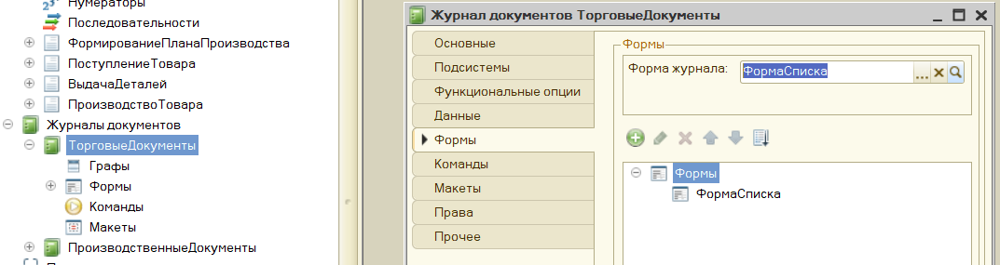 Нумераторы
Последовательности
ФормированиеПланаПроизводства
ПоступлениеТовара
ВыдачаДеталей
ПроизводствоТовара
Журналы документов
ТорговыеДокументы
Графы
Формы
Команды
Макеты
ПроизводственныеДокументы
Журнал документов ТорговыеДокументы
Основные
Подсистемы
Функциональные опции
Данные
Формы
Команды
Макеты
Права
Прочее
Формы
Форма журнала: ФормаСписка
Формы
ФормаСписка